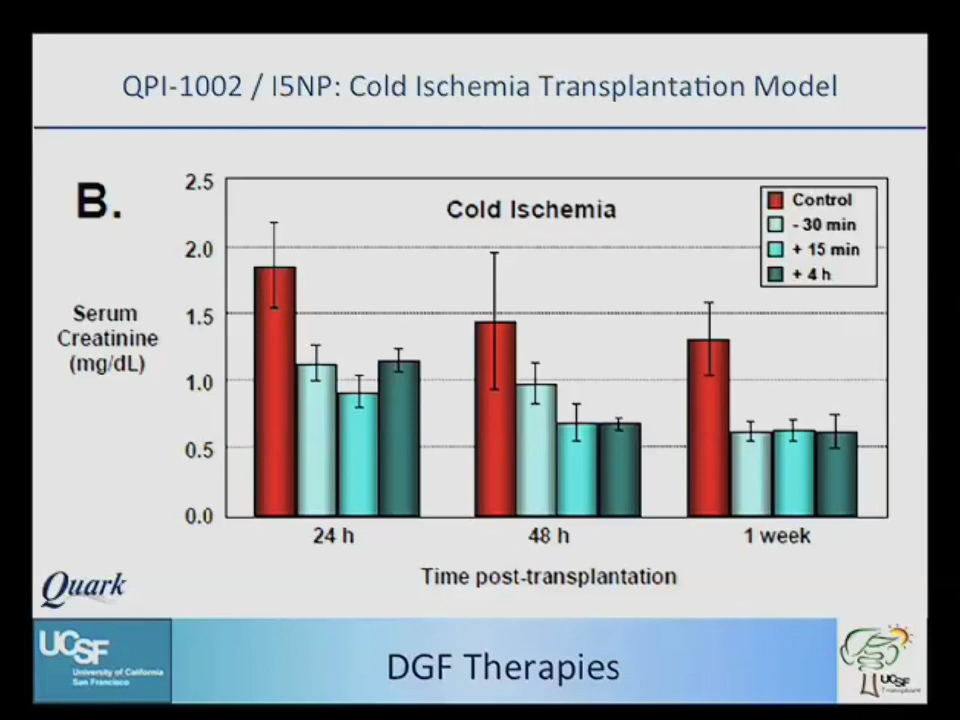 QPI-1002 / I5NP: Cold Ischemia Transplantation Model
B.
Cold Ischemia
Control
- 30 min
+ 15 min
+ 4 h
Serum
Creatinine
(mg/dL)
2.5
2.0
1.5
1.0
0.5
0.0
24 h
48 h
1 week
Time post-transplantation
Quark
UCSF
University of California
San Francisco
DGF Therapies
UCSF
Transplant